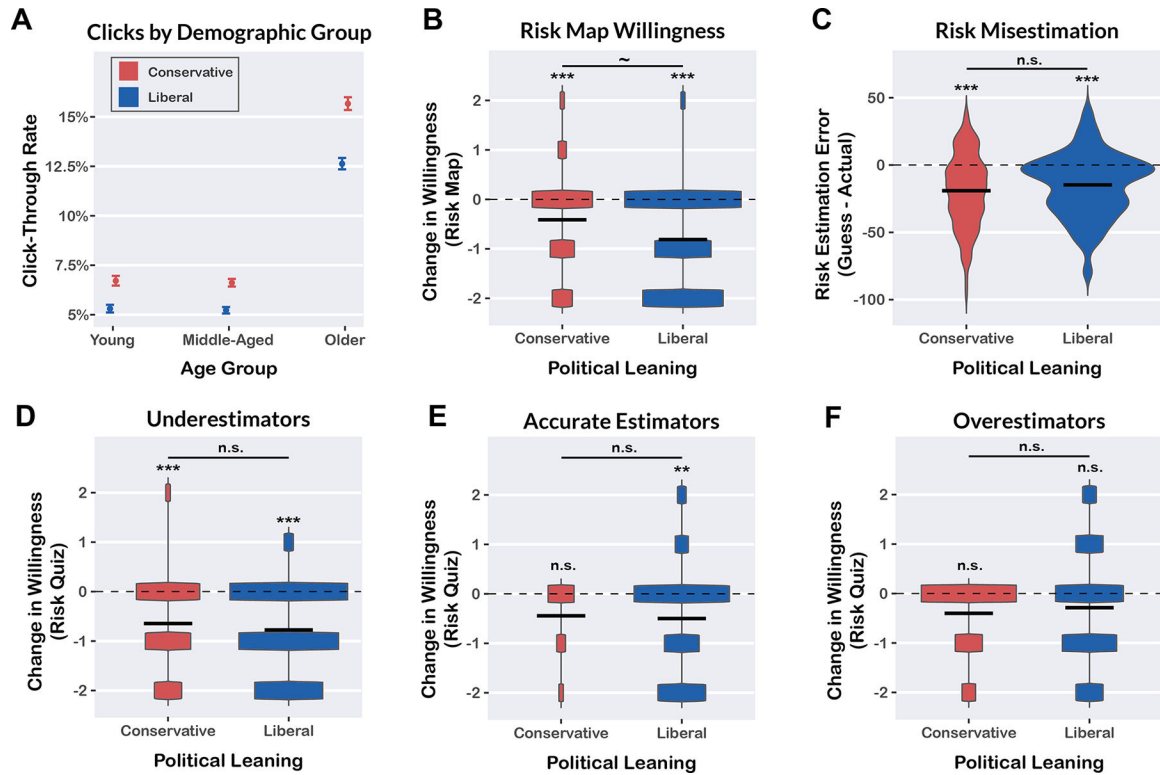 A
Clicks by Demographic Group
Conservative
Liberal
Click-Through Rate
15%
12.5%
10%
7.5%
5%
Young
Middle-Aged
Older
Age Group
B
Risk Map Willingness
~
***
***
Change in Willingness
(Risk Map)
2
1
0
-1
-2
Conservative
Liberal
Political Leaning
C
Risk Misestimation
n.s.
***
***
Risk Estimation Error
(Guess - Actual)
50
0
-50
-100
Conservative
Liberal
Political Leaning
D
Underestimators
n.s.
***
***
Change in Willingness
(Risk Quiz)
2
1
0
-1
-2
Conservative
Liberal
Political Leaning
E
Accurate Estimators
n.s.
**
n.s.
Change in Willingness
(Risk Quiz)
2
1
0
-1
-2
Conservative
Liberal
Political Leaning
F
Overestimators
n.s.
n.s.
n.s.
Change in Willingness
(Risk Quiz)
2
1
0
-1
-2
Conservative
Liberal
Political Leaning